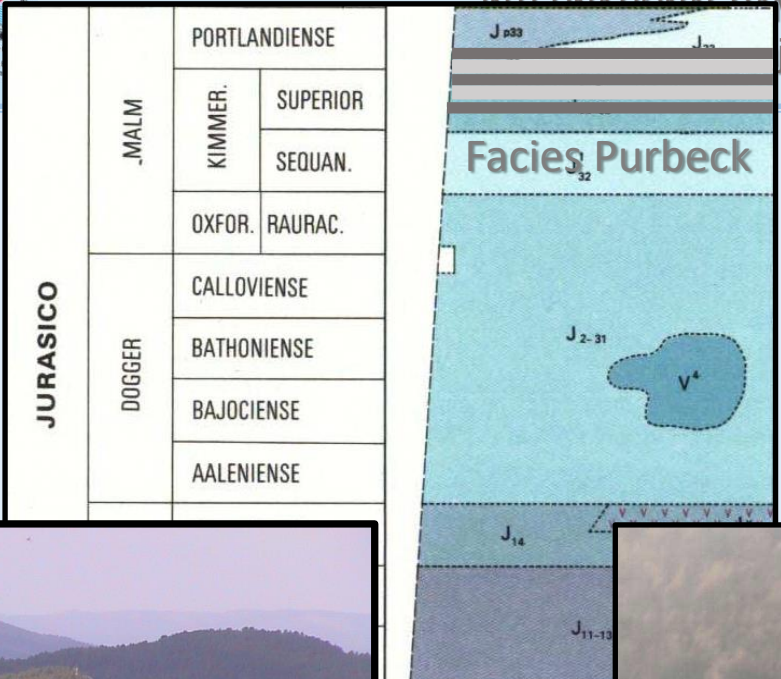 JURASICO
MALM
PORTLANDIENSE
KIMMER.
SUPERIOR
SEQUAN.
OXFOR.
RAURAC.
DOGGER
CALLOVIENSE
BATHONIENSE
BAJOCIENSE
AALENIENSE
J p33
Facies Purbeck
32
J 2-31
V⁴
J₁₄
v v v v v v v
J₁₁₋₁₃